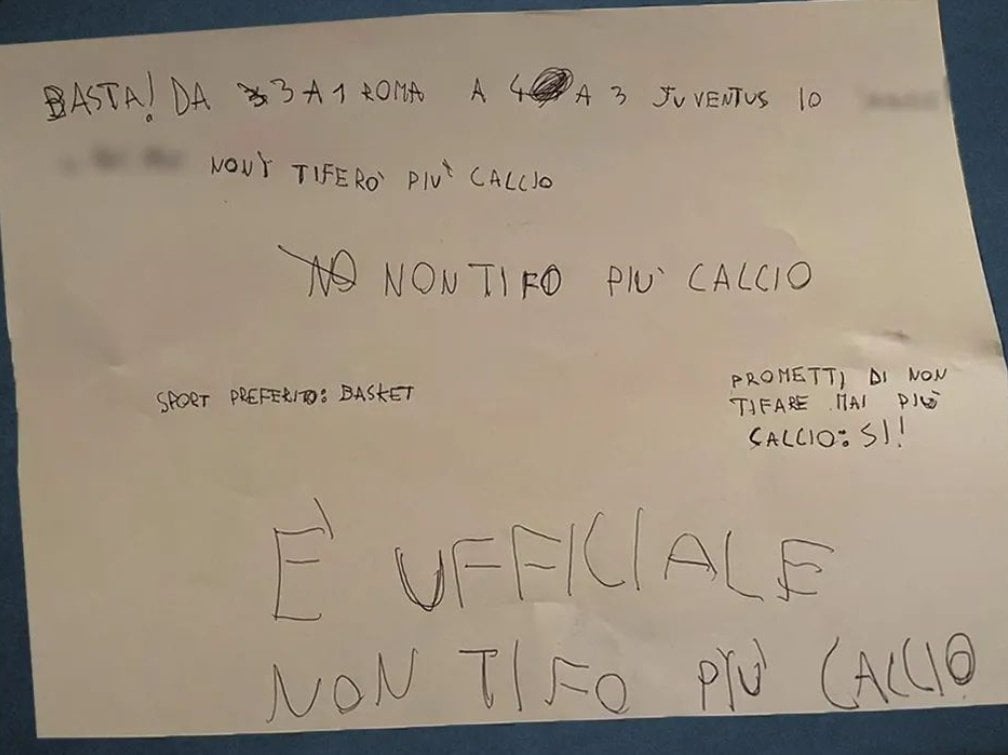 BASTA! DA 3 A 1 ROMA A 4 A 3 JUVENTUS IO
NON TIFERÒ PIÙ CALCIO
NON TIFO PIÙ CALCIO
SPORT PREFERITO: BASKET
PROMETTI DI NON
TIFARE MAI PIÙ
CALCIO: SI!
È UFFICIALE
NON TIFO PIÙ CALCIO